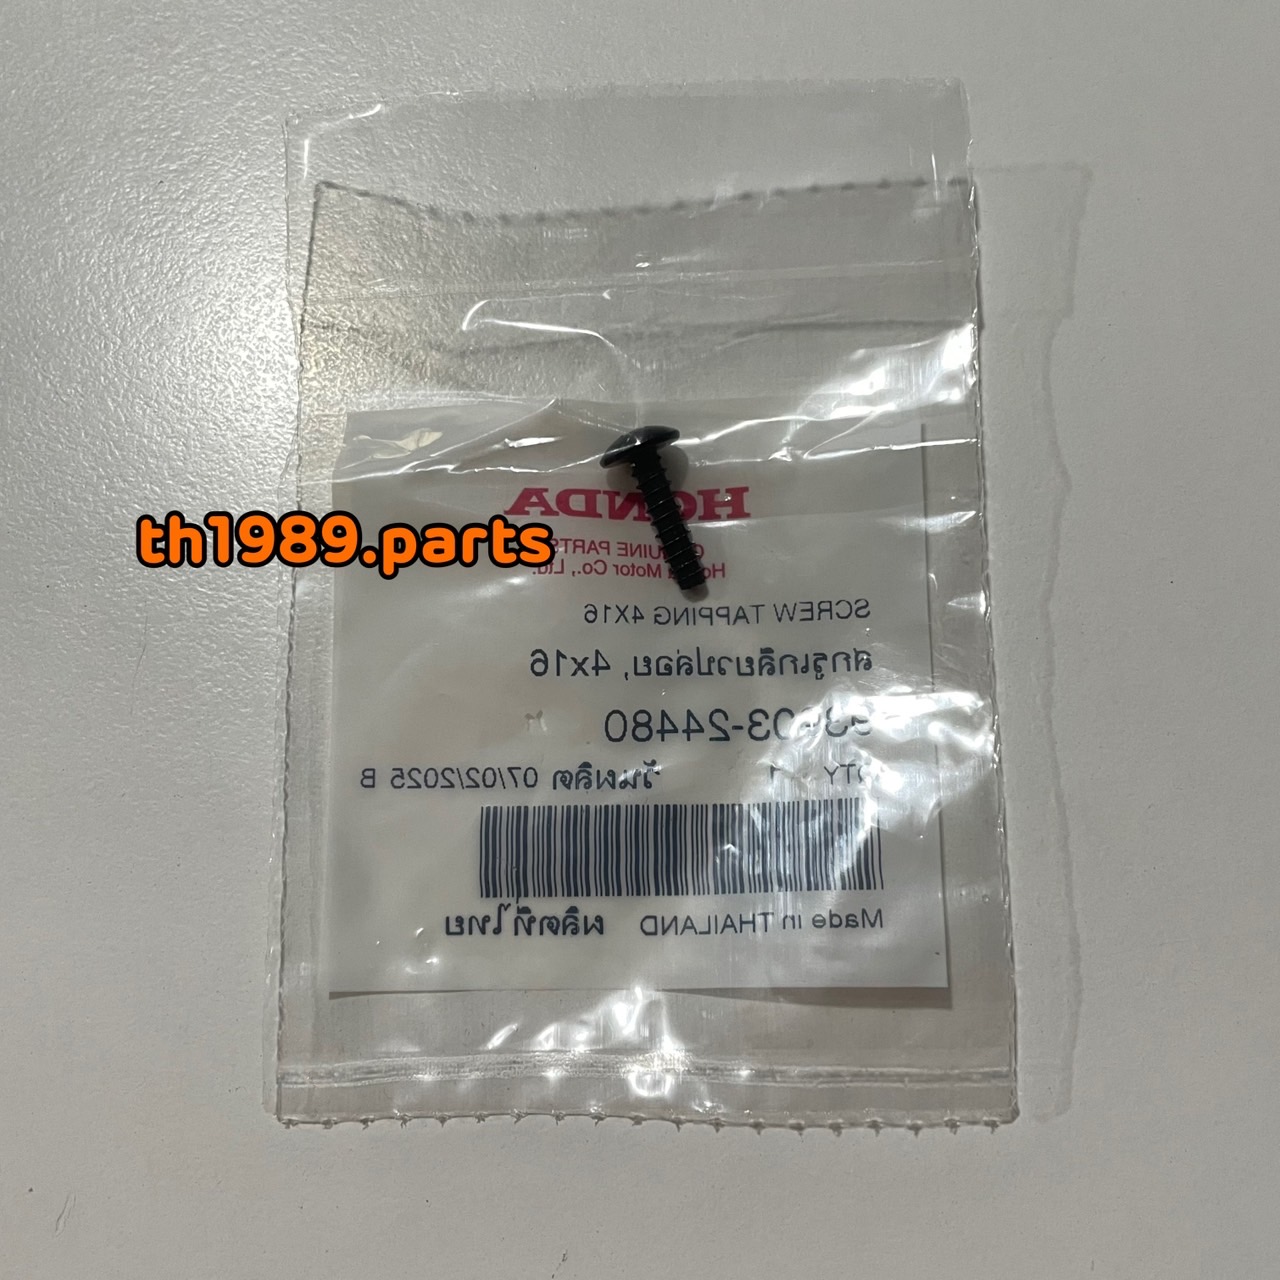 HONDA
th1989.parts
GENUINE PARTS
Honda Motor Co., Ltd.
SCREW TAPPING 4X16
สกรูเกลียวปล่อย, 4x16
QTY 1 วันผลิต 07/02/2025 B
Made in THAILAND ผลิตที่ไทย